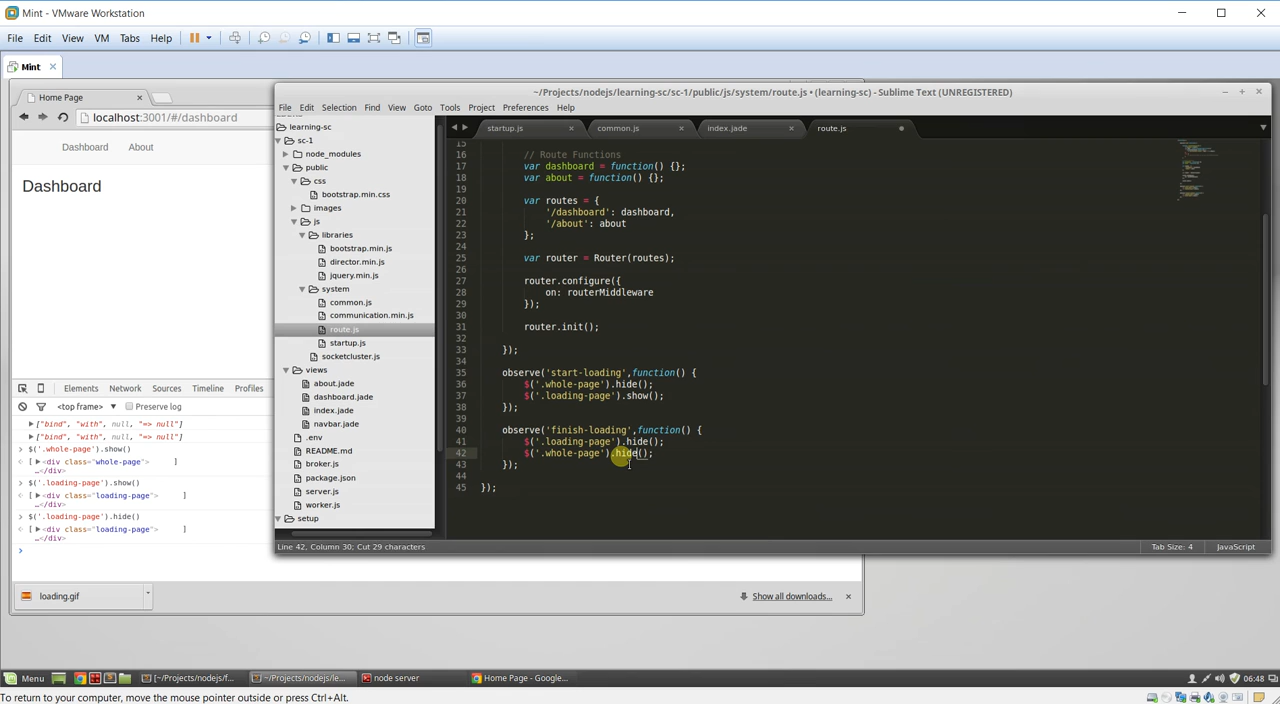 Mint - VMware Workstation
File Edit View VM Tabs Help
Mint
Home Page
localhost:3001/#/dashboard
Dashboard About
Dashboard
Elements Network Sources Timeline Profiles
<top frame> Preserve log
["bind", "with", null, "=> null"]
["bind", "with", null, "=> null"]
$('.whole-page').show()
[ <div class="whole-page" ]
…</div>
$('.loading-page').show()
[ <div class="loading-page"> ]
…</div>
$('.loading-page').hide()
[ <div class="loading-page"> ]
…</div>
loading.gif
Show all downloads...
~/Projects/nodejs/learning-sc/sc-1/public/js/system/route.js • (learning-sc) - Sublime Text (UNREGISTERED)
File Edit Selection Find View Goto Tools Project Preferences Help
learning-sc
sc-1
node_modules
public
css
bootstrap.min.css
images
js
libraries
bootstrap.min.js
director.min.js
jquery.min.js
system
common.js
communication.min.js
route.js
startup.js
socketcluster.js
views
about.jade
dashboard.jade
index.jade
navbar.jade
.env
README.md
broker.js
package.json
server.js
worker.js
setup
startup.js common.js index.jade route.js
15
16 // Route Functions
17 var dashboard = function() {};
18 var about = function() {};
19
20 var routes = {
21 '/dashboard': dashboard,
22 '/about': about
23 };
24
25 var router = Router(routes);
26
27 router.configure({
28 on: routerMiddleware
29 });
30
31 router.init();
32
33 });
34
35 observe('start-loading',function() {
36 $('.whole-page').hide();
37 $('.loading-page').show();
38 });
39
40 observe('finish-loading',function() {
41 $('.loading-page').hide();
42 $('.whole-page').hide();
43 });
44
45 });
Line 42, Column 30; Cut 29 characters
Tab Size: 4 JavaScript
Menu [~/Projects/nodejs/f... ~/Projects/nodejs/le... node server Home Page - Google... 06:48
To return to your computer, move the mouse pointer outside or press Ctrl+Alt.